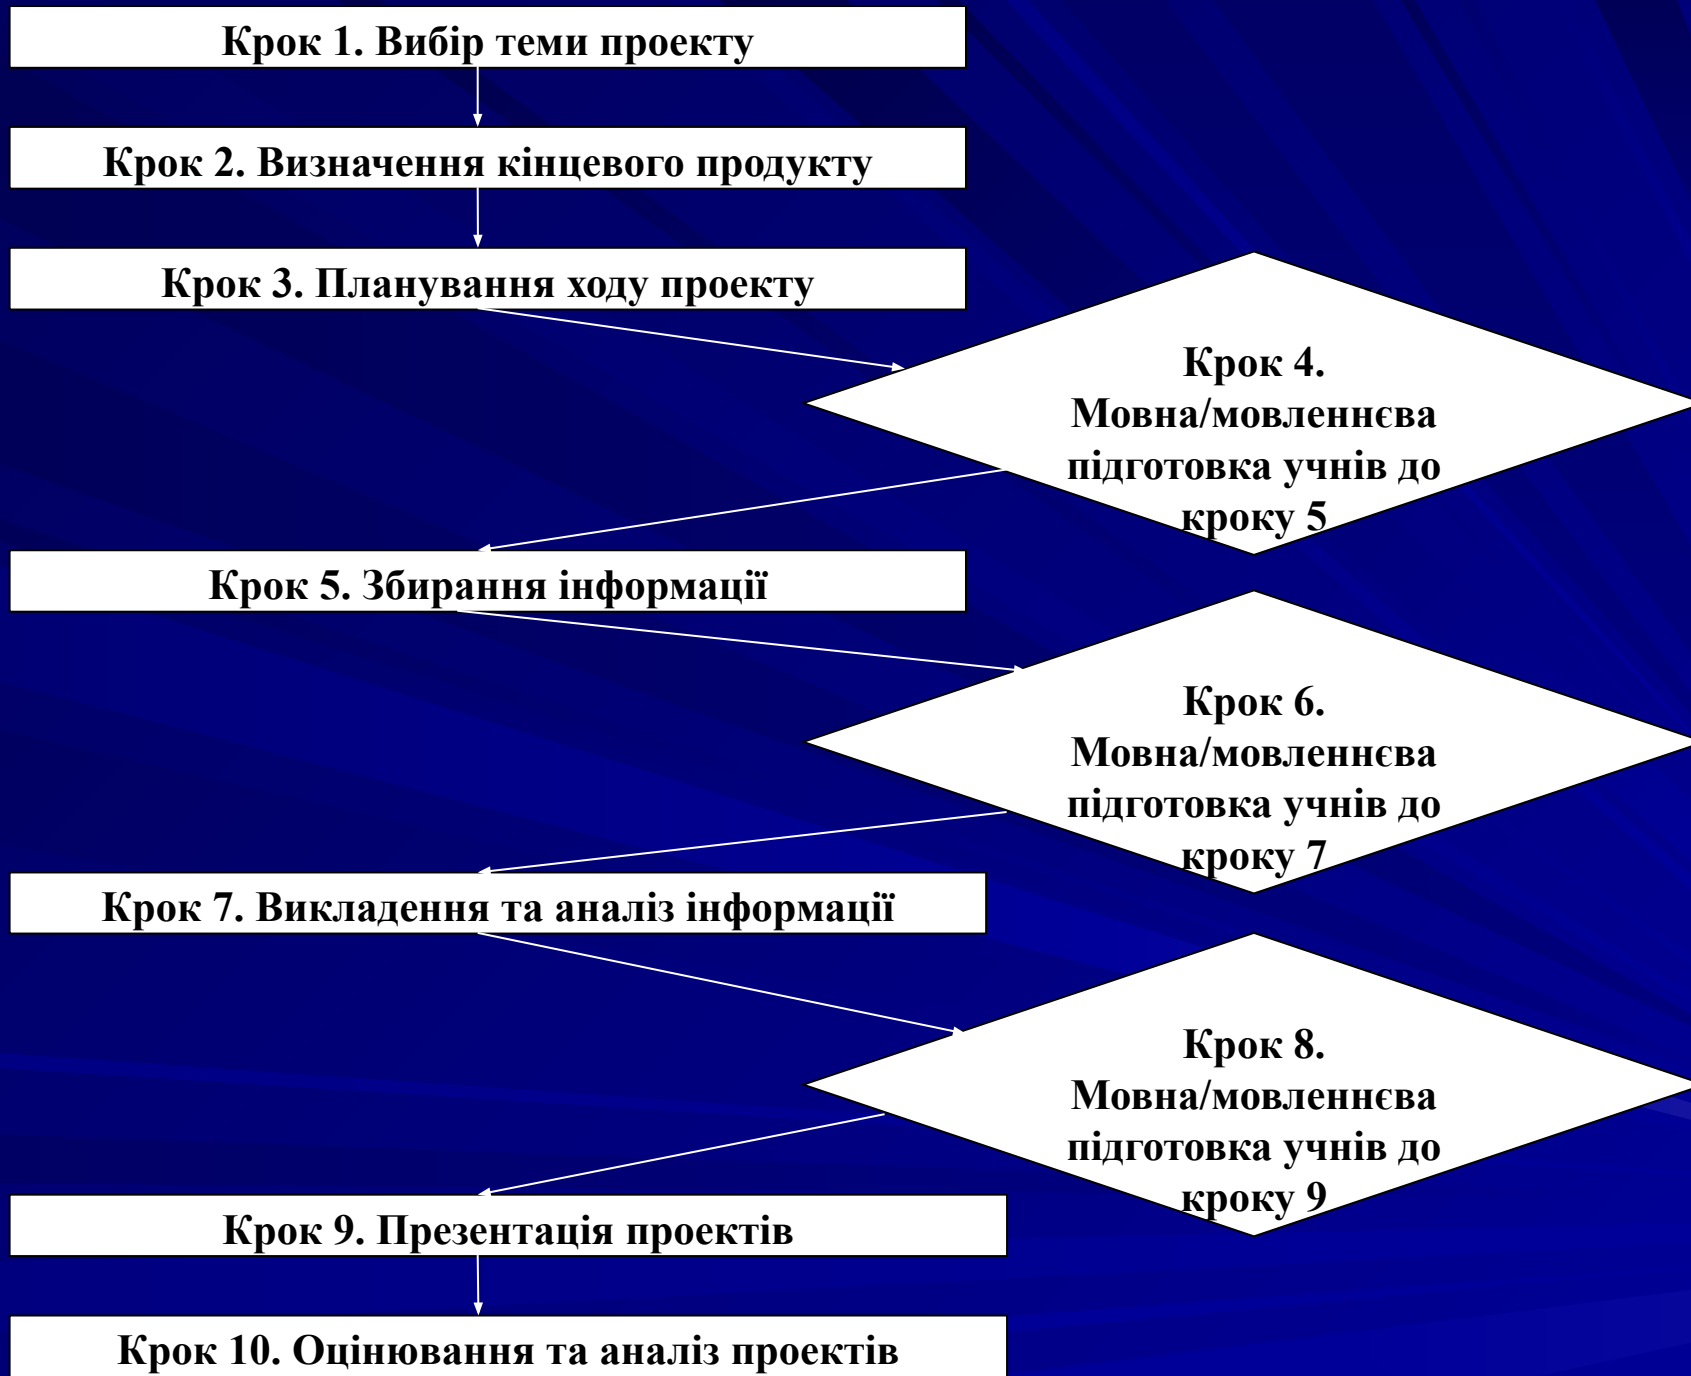 Крок 1. Вибір теми проекту
Крок 2. Визначення кінцевого продукту
Крок 3. Планування ходу проекту
Крок 4.
Мовна/мовленнєва
підготовка учнів до
кроку 5
Крок 5. Збирання інформації
Крок 6.
Мовна/мовленнєва
підготовка учнів до
кроку 7
Крок 7. Викладення та аналіз інформації
Крок 8.
Мовна/мовленнєва
підготовка учнів до
кроку 9
Крок 9. Презентація проектів
Крок 10. Оцінювання та аналіз проектів